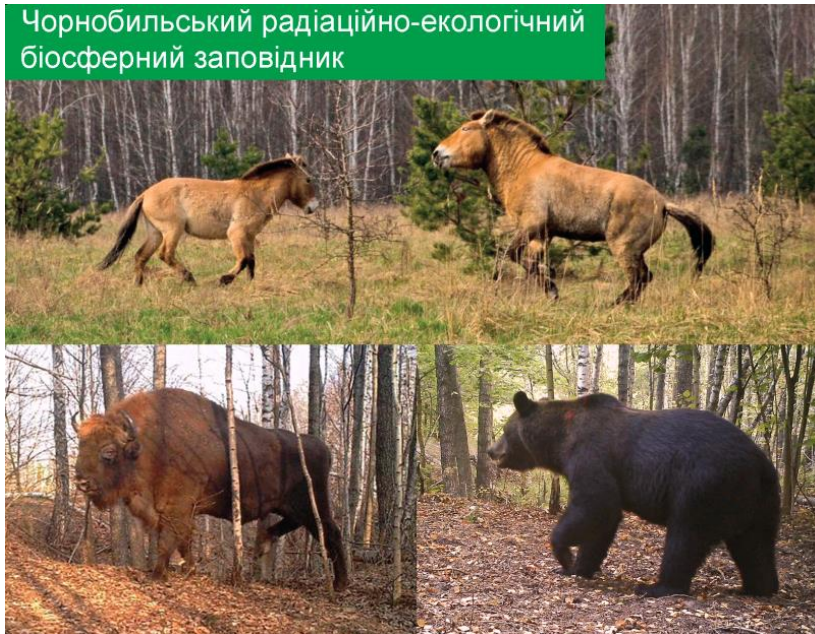 Чорнобильський радіаційно-екологічний
біосферний заповідник